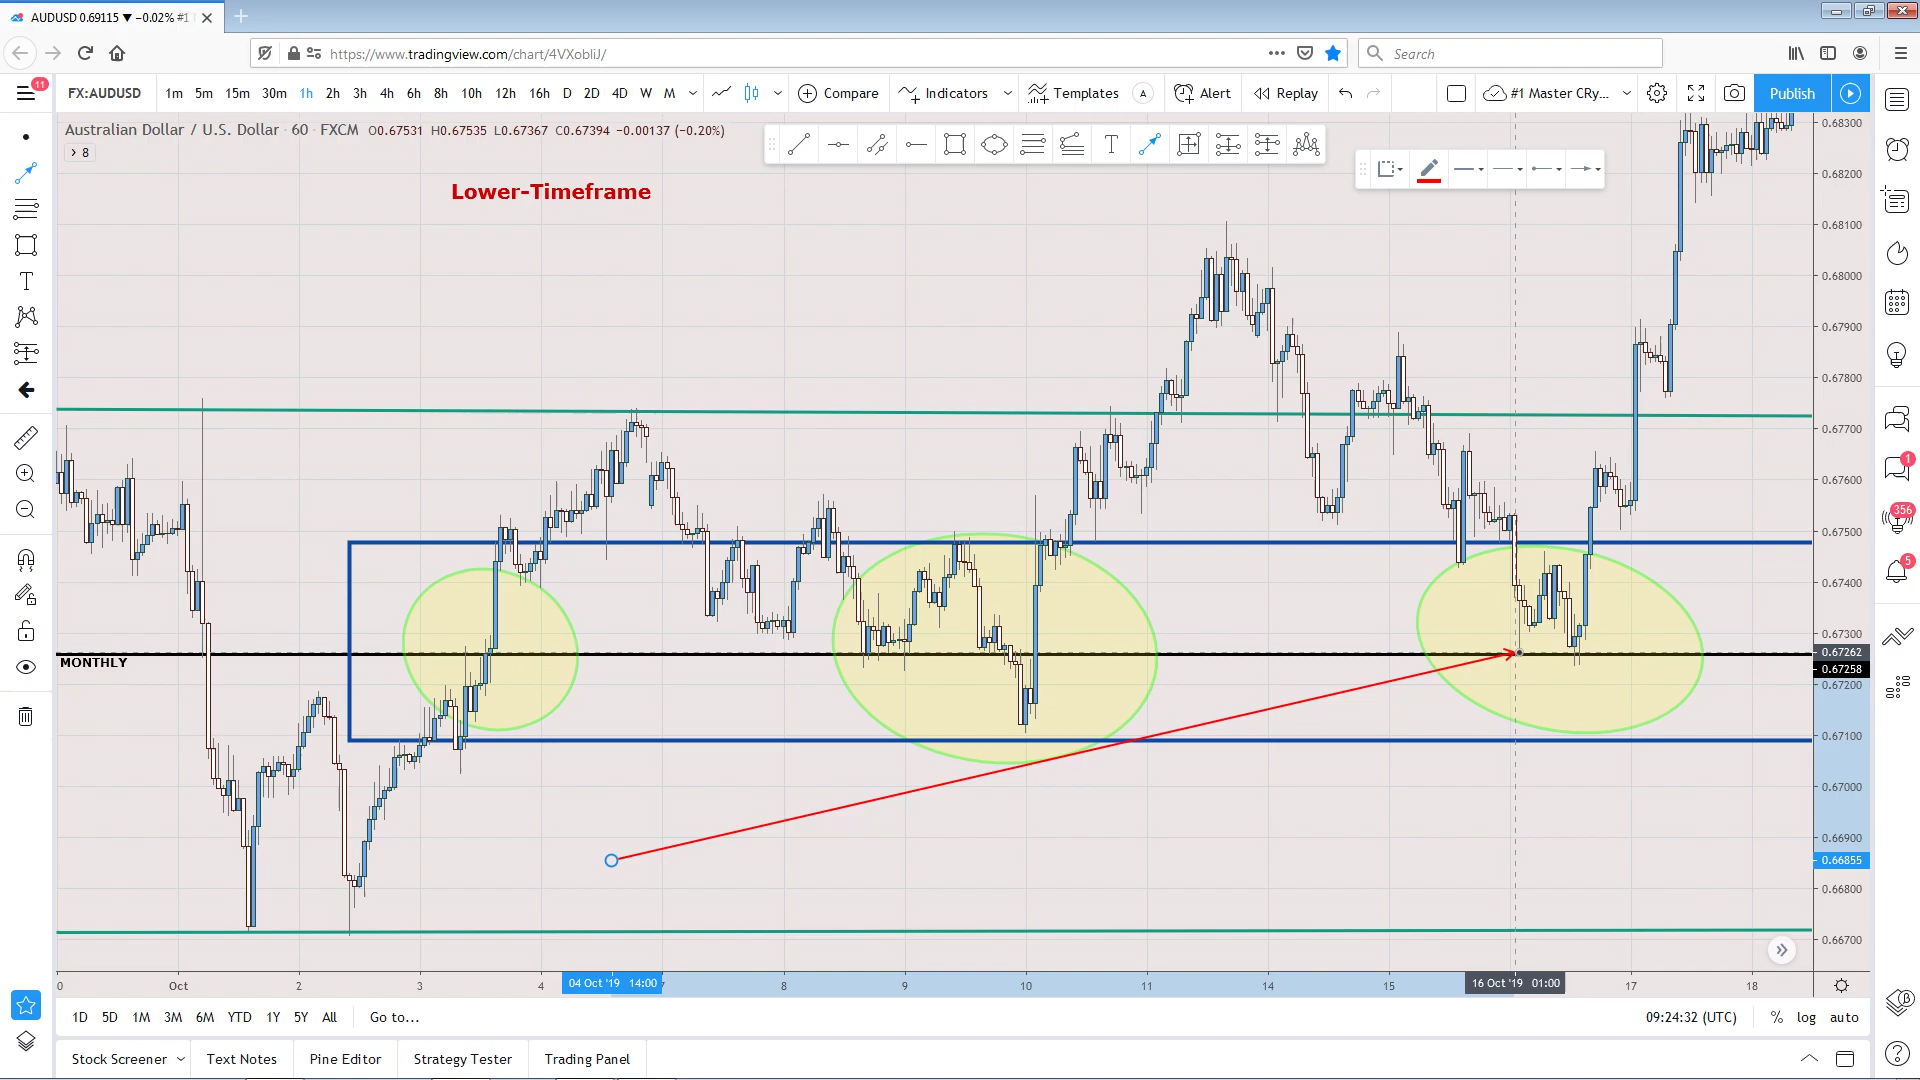 AUDUSD 0.69115 ▼ −0.02% #1
https://www.tradingview.com/chart/4VXobliJ/
Search
11
FX:AUDUSD
1m 5m 15m 30m 1h 2h 3h 4h 6h 8h 10h 12h 16h D 2D 4D W M
Compare
Indicators
Templates
A
Alert
Replay
#1 Master CRy...
Publish
Australian Dollar / U.S. Dollar · 60 · FXCM O0.67531 H0.67535 L0.67367 C0.67394 −0.00137 (−0.20%)
8
T
Lower-Timeframe
T
MONTHLY
0.68300
0.68200
0.68100
0.68000
0.67900
0.67800
0.67700
0.67600
0.67500
0.67400
0.67300
0.67262
0.67258
0.67200
0.67100
0.67000
0.66900
0.66855
0.66800
0.66700
1
356
5
β
0 Oct 2 3 4 04 Oct '19 14:00 7 8 9 10 11 14 15 16 Oct '19 01:00 17 18
1D 5D 1M 3M 6M YTD 1Y 5Y All Go to...
09:24:32 (UTC) % log auto
Stock Screener Text Notes Pine Editor Strategy Tester Trading Panel
?